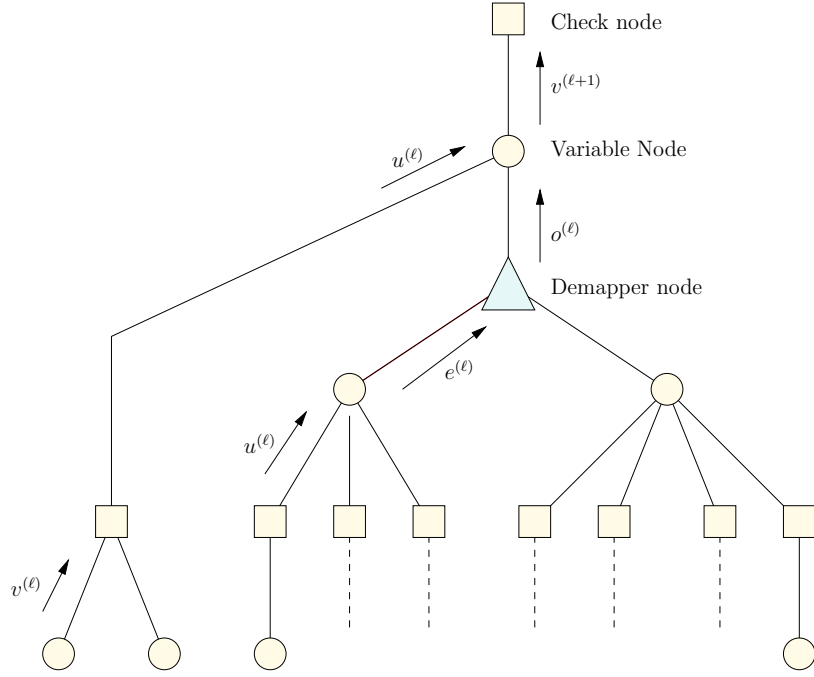 Check node
v^{(ℓ+1)}
u^{(ℓ)}
Variable Node
o^{(ℓ)}
Demapper node
e^{(ℓ)}
u^{(ℓ)}
v^{(ℓ)}